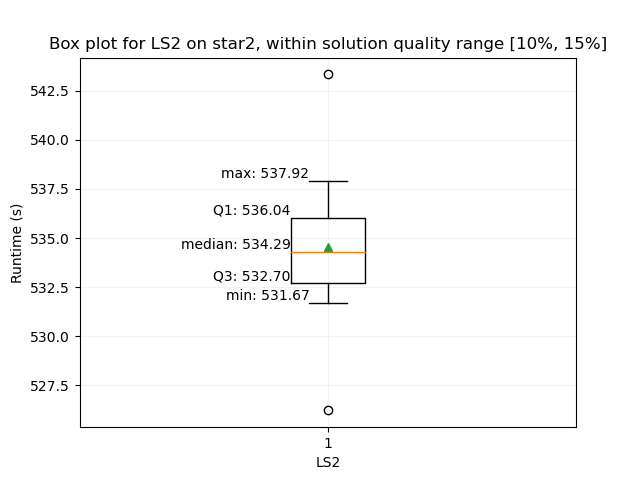 Box plot for LS2 on star2, within solution quality range [10%, 15%]
542.5
540.0
537.5
535.0
532.5
530.0
527.5
Runtime (s)
max: 537.92
Q1: 536.04
median: 534.29
Q3: 532.70
min: 531.67
1
LS2